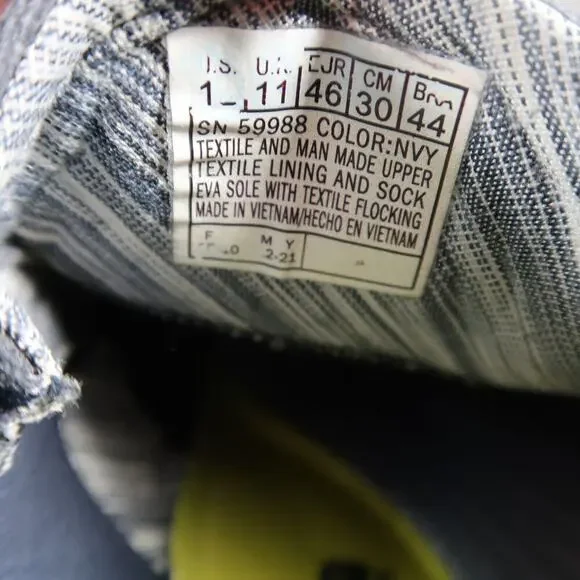 U.K. EUR CM
11 46 30 44
SN 59988 COLOR:NVY
TEXTILE AND MAN MADE UPPER
TEXTILE LINING AND SOCK
EVA SOLE WITH TEXTILE FLOCKING
MADE IN VIETNAM/HECHO EN VIETNAM
F M Y
2-21